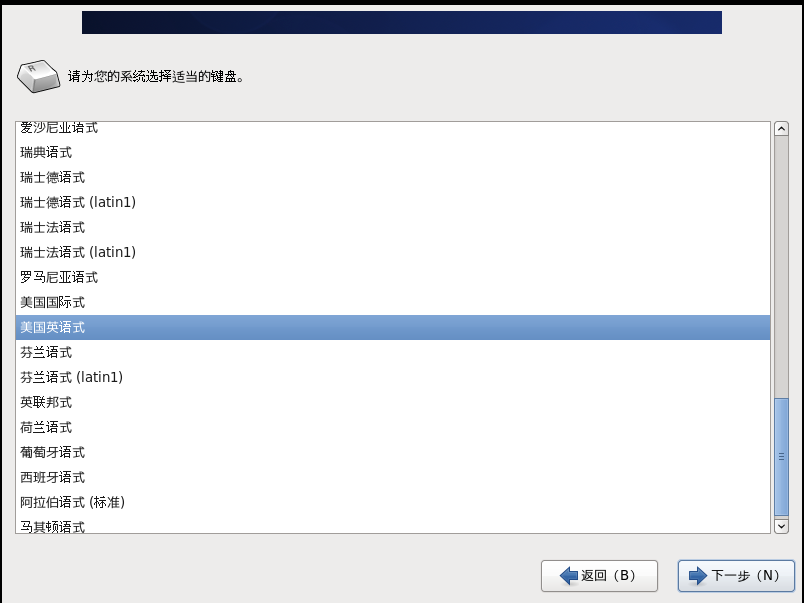 R
请为您的系统选择适当的键盘。
爱沙尼亚语式
瑞典语式
瑞士德语式
瑞士德语式 (latin1)
瑞士法语式
瑞士法语式 (latin1)
罗马尼亚语式
美国国际式
美国英语式
芬兰语式
芬兰语式 (latin1)
英联邦式
荷兰语式
葡萄牙语式
西班牙语式
阿拉伯语式 (标准)
马其顿语式
返回（B）
下一步（N）